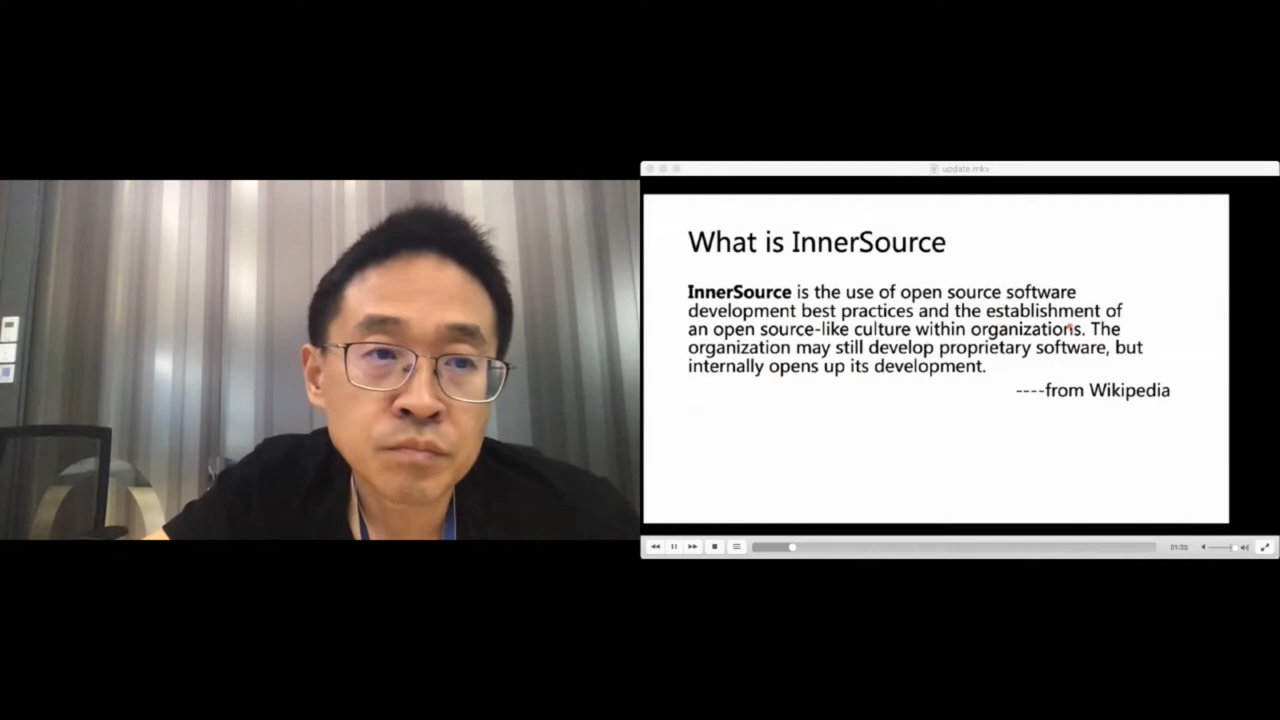 update.mkv
What is InnerSource
InnerSource is the use of open source software
development best practices and the establishment of
an open source-like culture within organizations. The
organization may still develop proprietary software, but
internally opens up its development.
----from Wikipedia
01:05